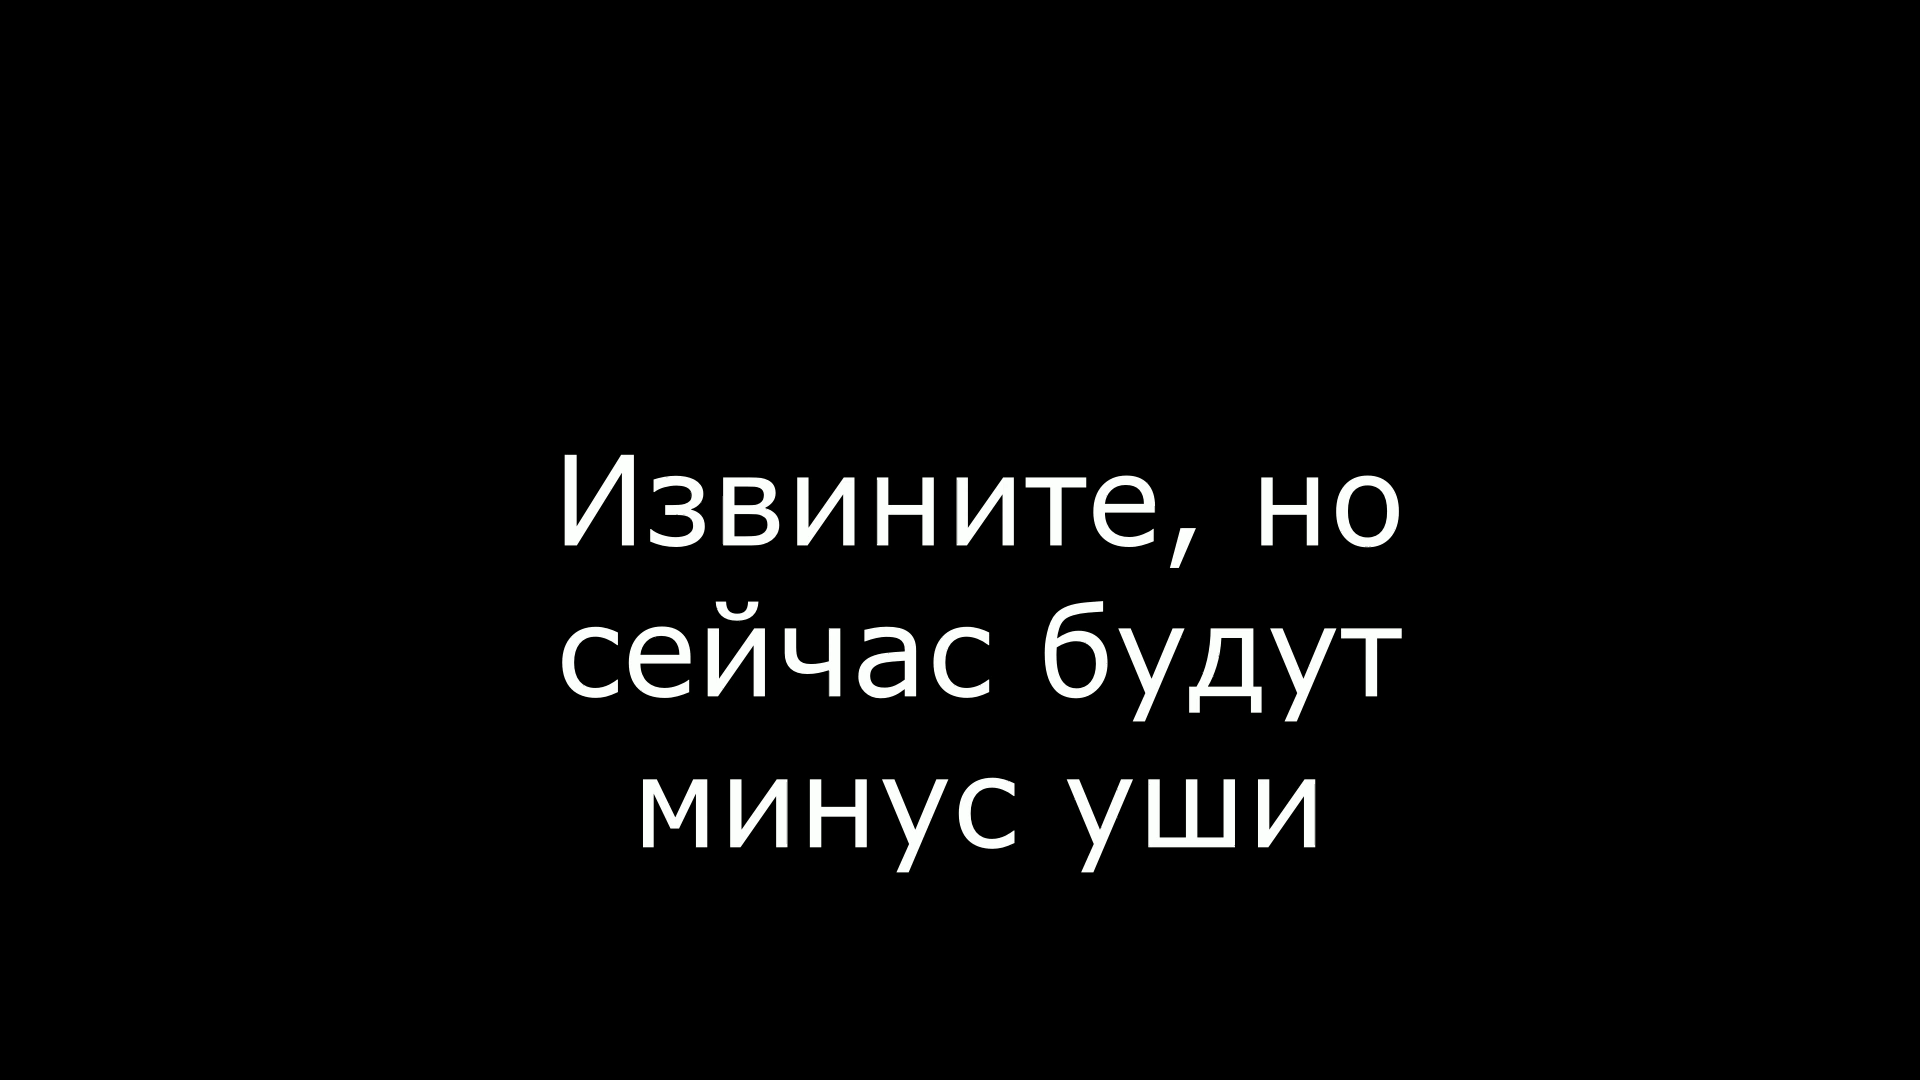 Извините, но
сейчас будут
минус уши